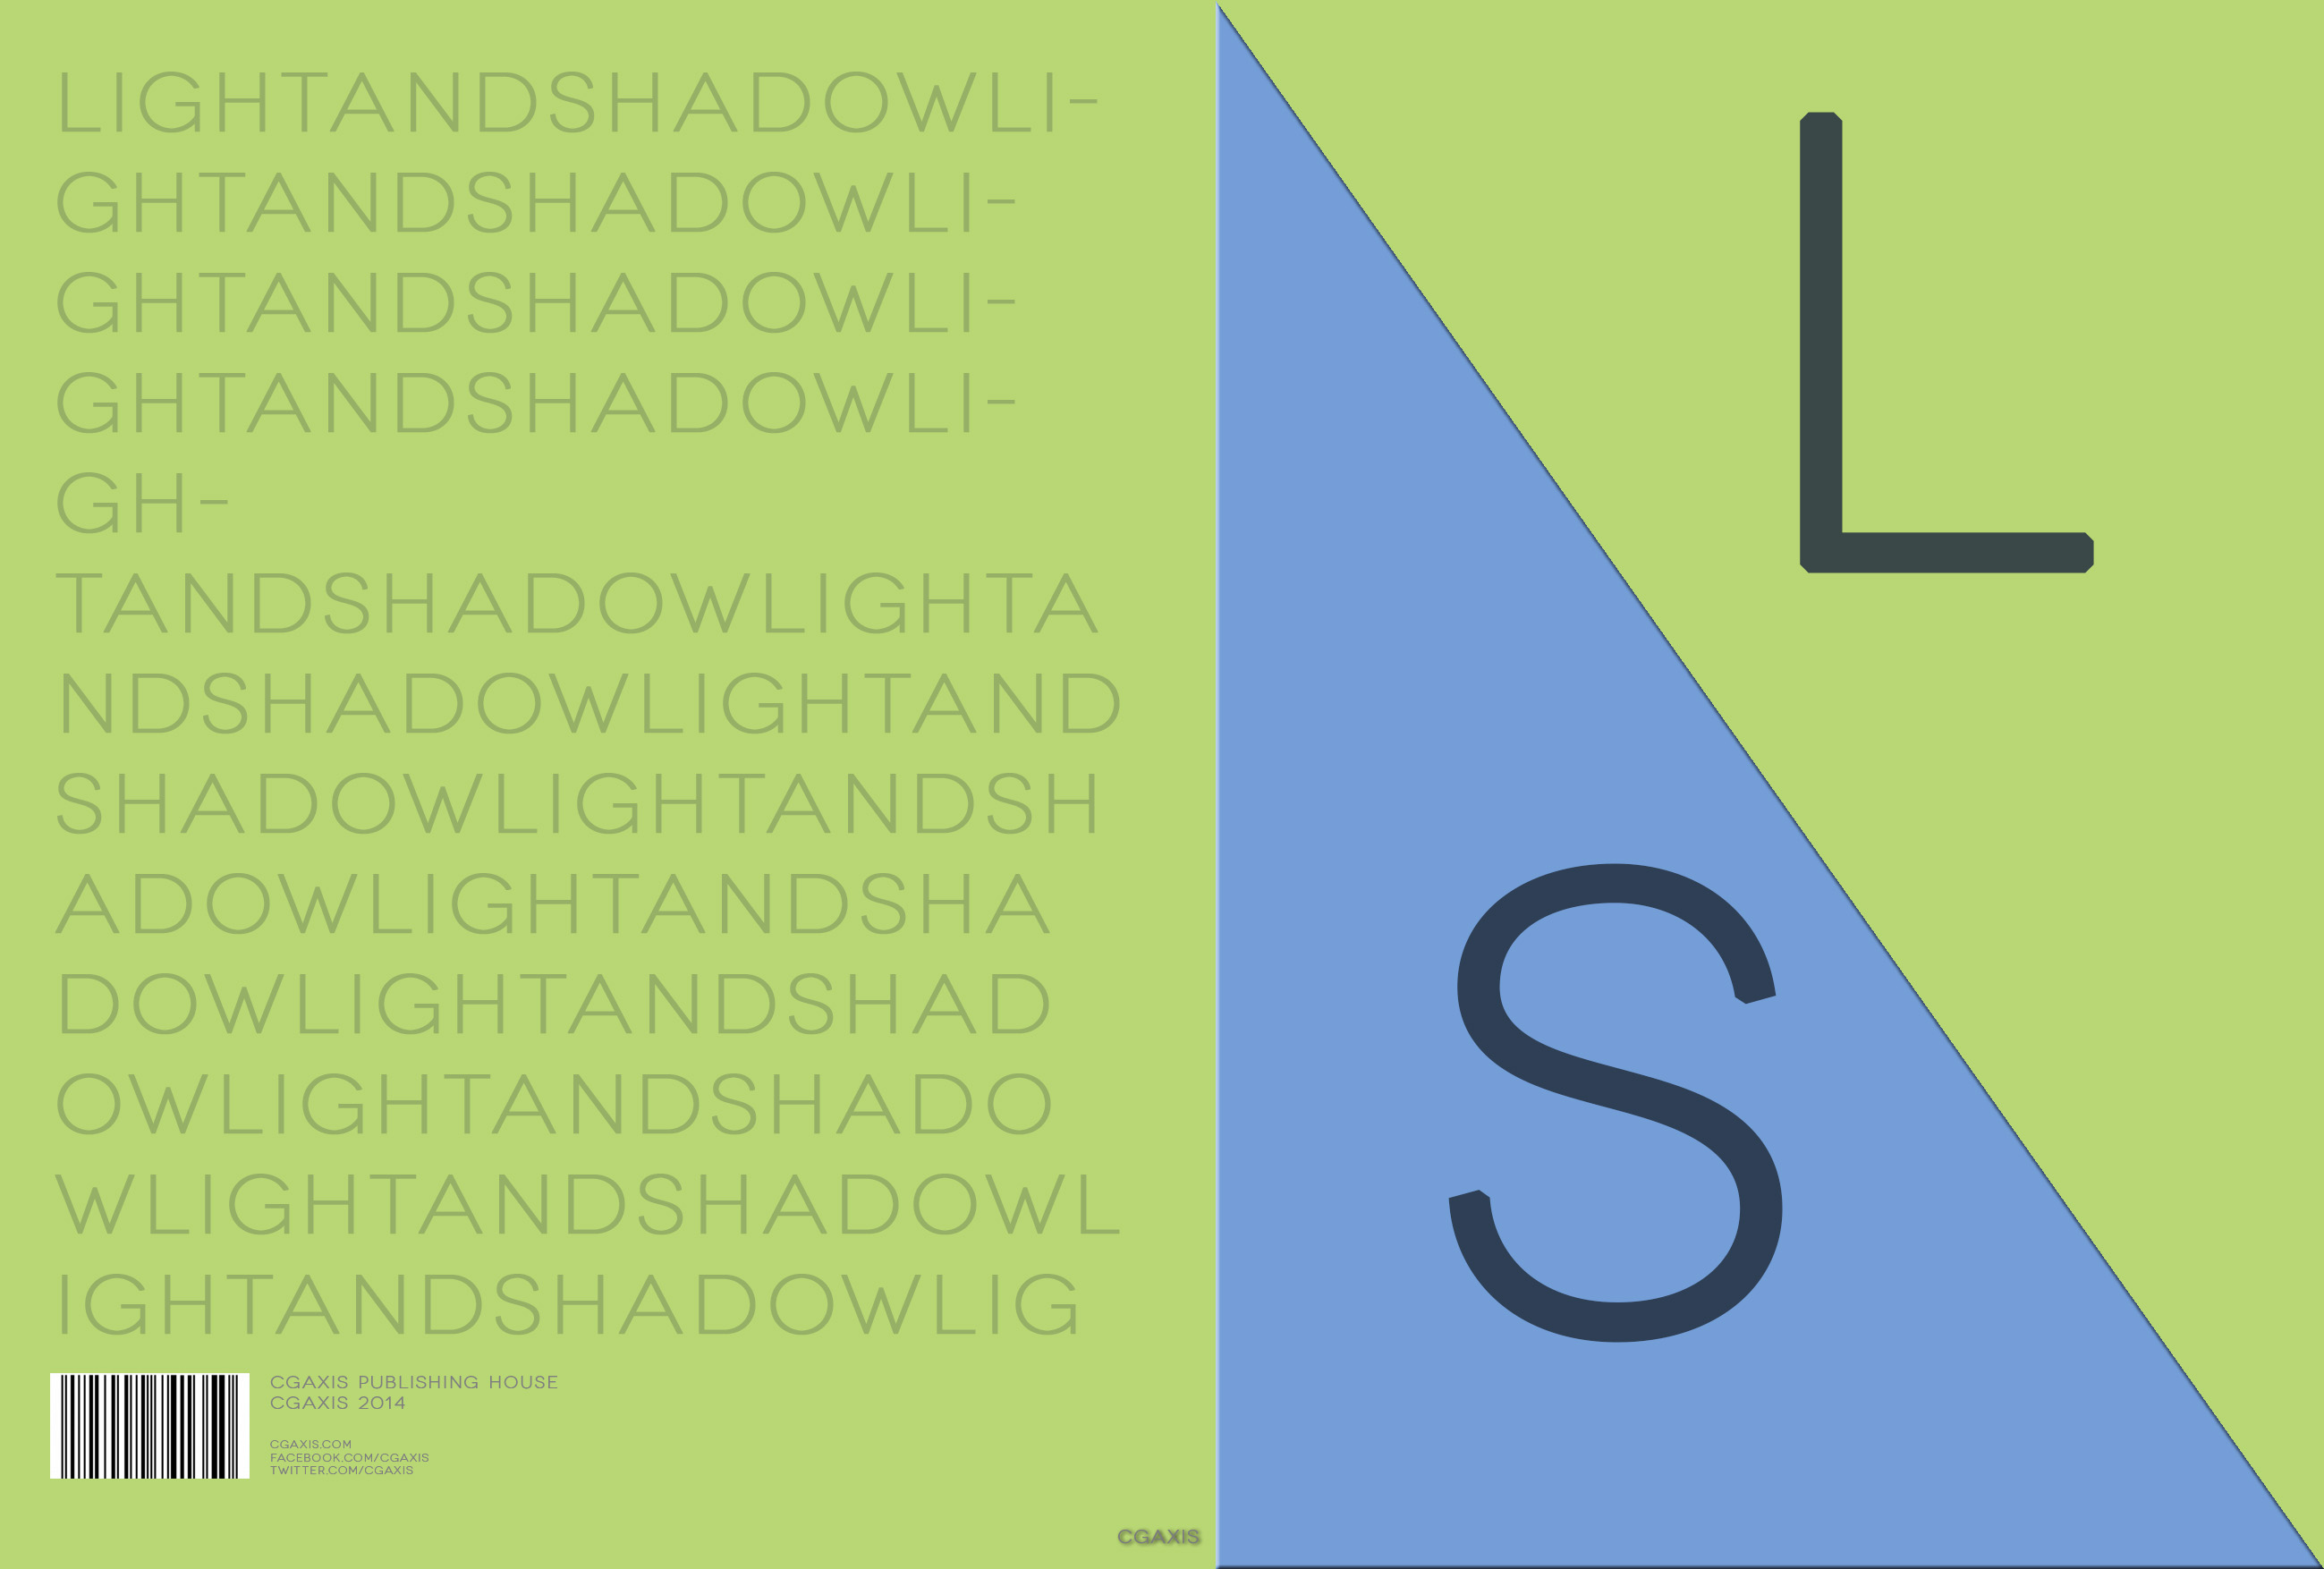 LIGHTANDSHADOWLI-
GHTANDSHADOWLI-
GHTANDSHADOWLI-
GHTANDSHADOWLI-
GH-
TANDSHADOWLIGHTA
NDSHADOWLIGHTAND
SHADOWLIGHTANDSH
ADOWLIGHTANDSHA
DOWLIGHTANDSHAD
OWLIGHTANDSHADO
WLIGHTANDSHADOWL
IGHTANDSHADOWLIG
CGAXIS PUBLISHING HOUSE
CGAXIS 2014
CGAXIS.COM
FACEBOOK.COM/CGAXIS
TWITTER.COM/CGAXIS
CGAXIS
L
S